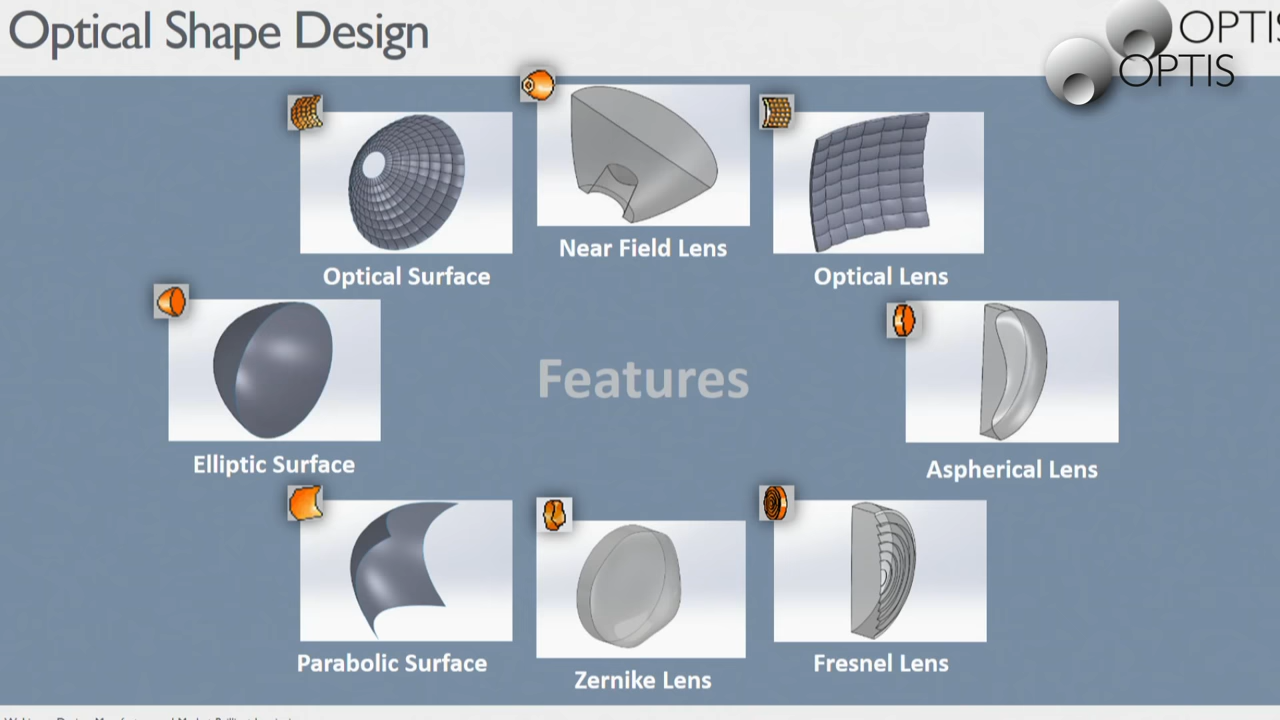 Optical Shape Design
OPTIS
OPTIS
Near Field Lens
Optical Surface
Optical Lens
Features
Elliptic Surface
Aspherical Lens
Parabolic Surface
Zernike Lens
Fresnel Lens